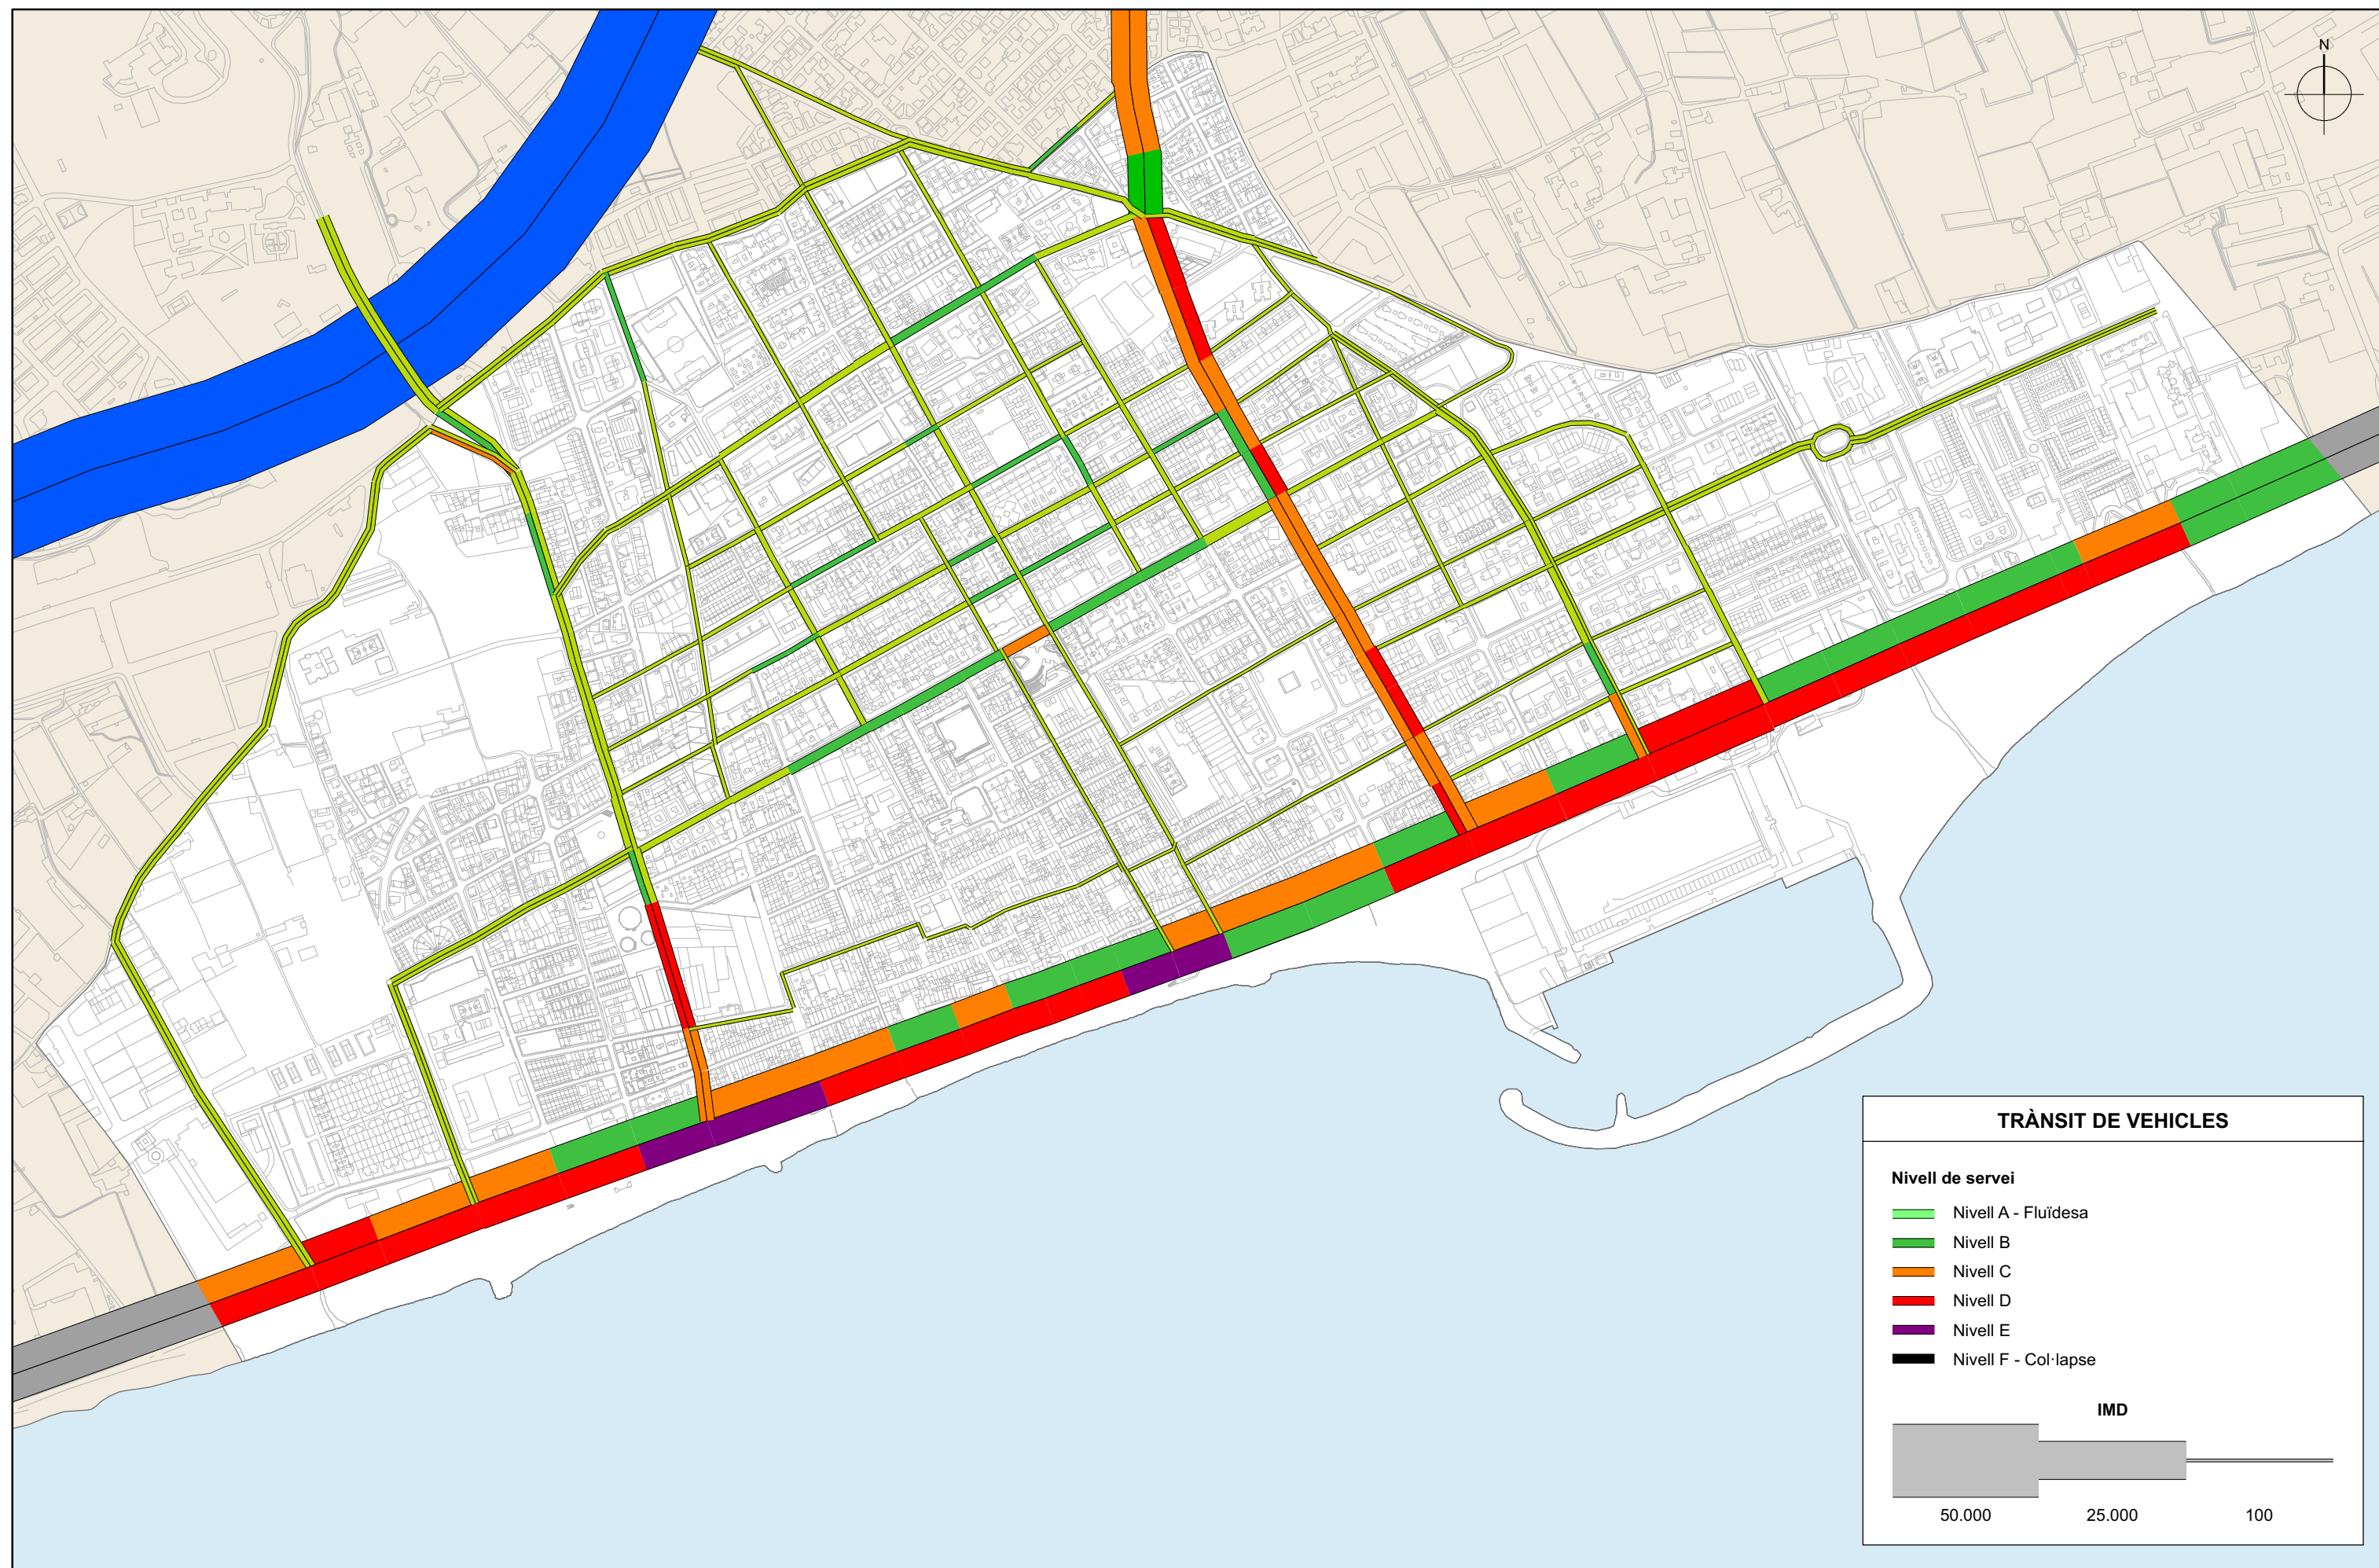 N
TRÀNSIT DE VEHICLES
Nivell de servei
Nivell A - Fluïdesa
Nivell B
Nivell C
Nivell D
Nivell E
Nivell F - Col·lapse
IMD
50.000 25.000 100